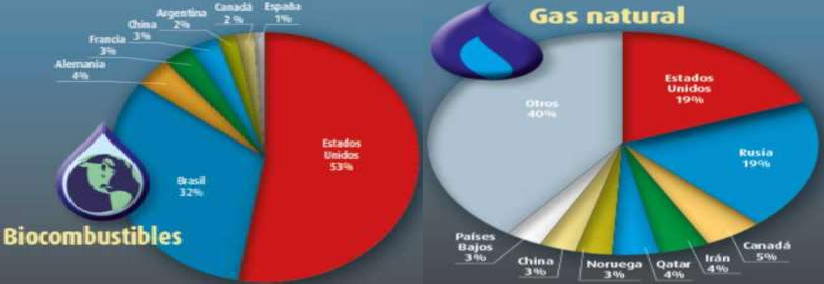 España
1%
Canadá
2 %
Argentina
2%
China
3%
Francia
3%
Alemania
4%
Estados
Unidos
53%
Brasil
32%
Biocombustibles
Gas natural
Estados
Unidos
19%
Otros
40%
Rusia
19%
Canadá
5%
Irán
4%
Qatar
4%
Noruega
3%
China
3%
Países
Bajos
3%